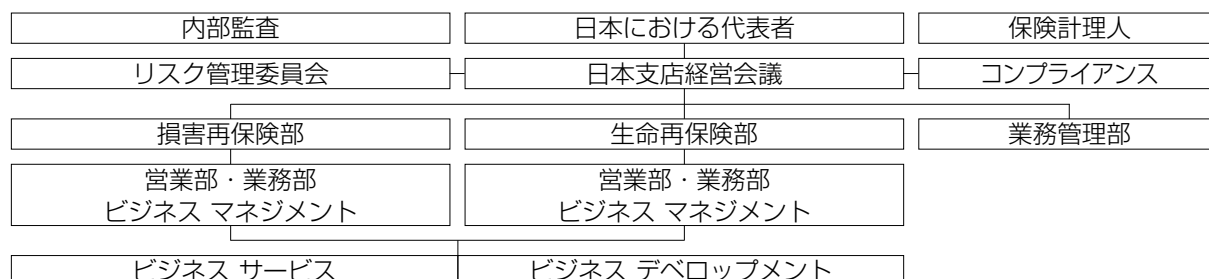 内部監査
日本における代表者
保険計理人
リスク管理委員会
日本支店経営会議
コンプライアンス
損害再保険部
生命再保険部
業務管理部
営業部・業務部
ビジネス マネジメント
営業部・業務部
ビジネス マネジメント
ビジネス サービス
ビジネス デベロップメント